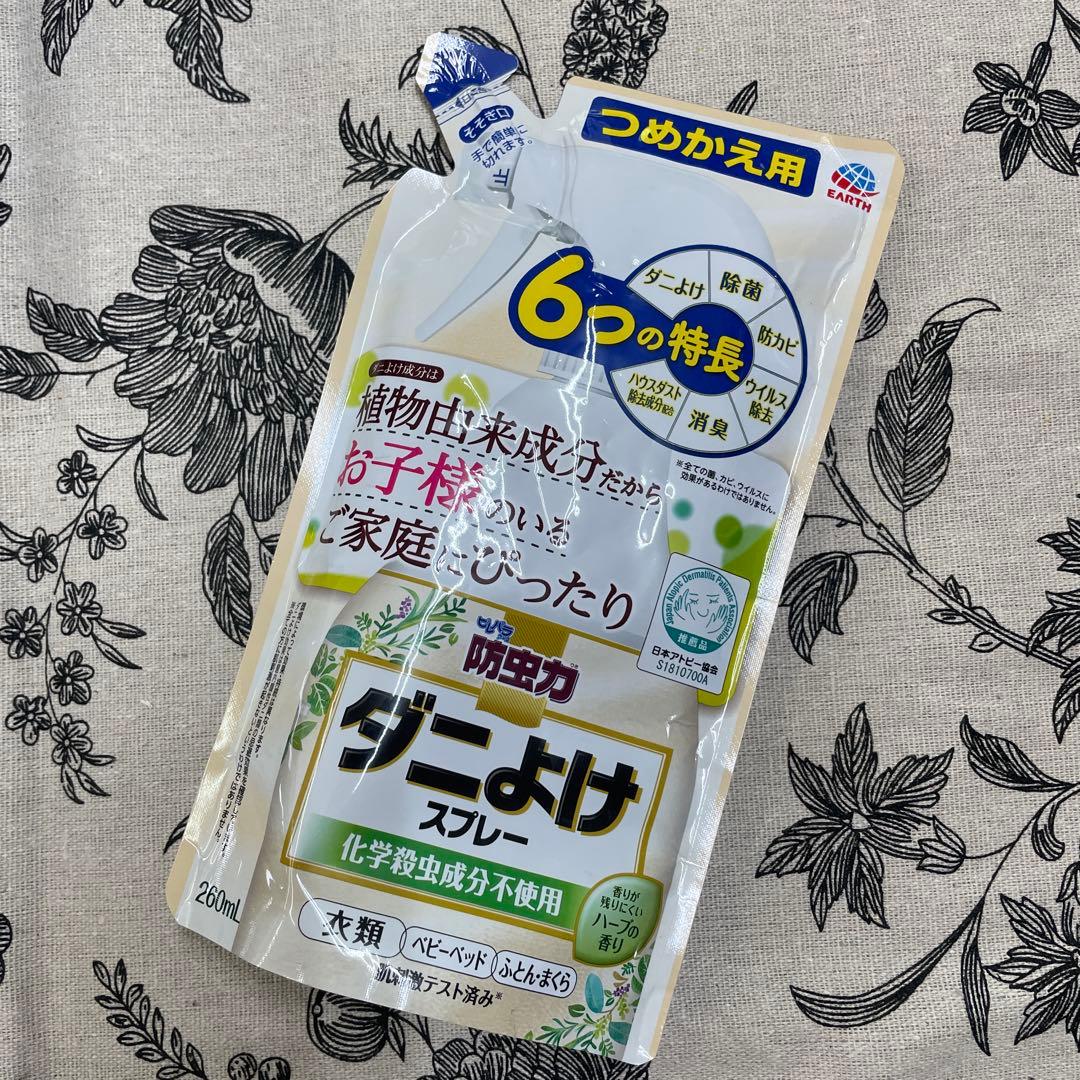 そそぎ口
手で簡単に
切れます。
つめかえ用
EARTH
6つの特長
ダニよけ
除菌
防カビ
ウイルス
除去
消臭
ハウスダスト
除去成分配合
※全ての菌、カビ、ウイルスに
効果があるわけではありません。
ダニよけ成分は
植物由来成分だから
お子様のいる
ご家庭にぴったり
Japan Atopic Dermatitis Patients Association
推薦品
日本アトピー協会
S1810700A
ピレパラ
防虫力
ダニよけ
スプレー
化学殺虫成分不使用
香りが
残りにくい
ハーブの
香り
衣類
ベビーベッド
ふとん・まくら
肌刺激テスト済み※
260mL